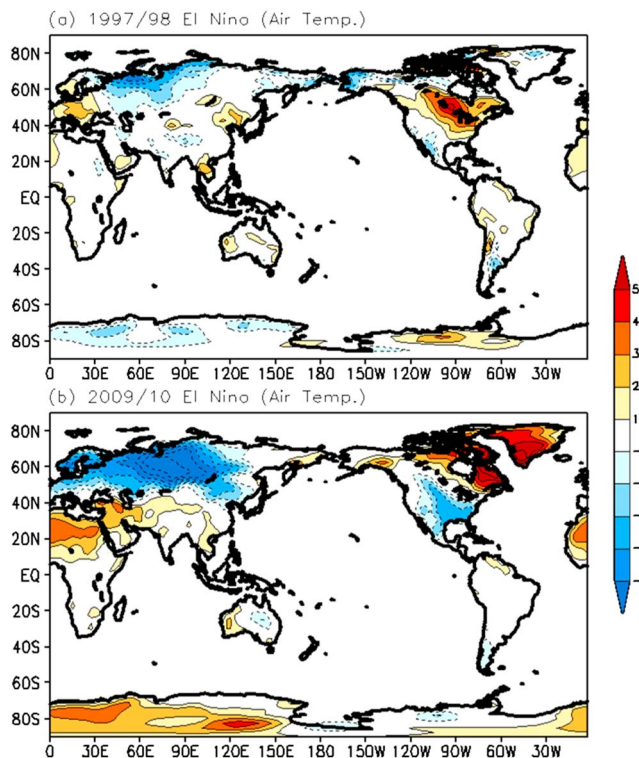 (a) 1997/98 El Nino (Air Temp.)
80N
60N
40N
20N
EQ
20S
40S
60S
80S
0 30E 60E 90E 120E 150E 180 150W 120W 90W 60W 30W
(b) 2009/10 El Nino (Air Temp.)
80N
60N
40N
20N
EQ
20S
40S
60S
80S
0 30E 60E 90E 120E 150E 180 150W 120W 90W 60W 30W
5
4
3
2
1